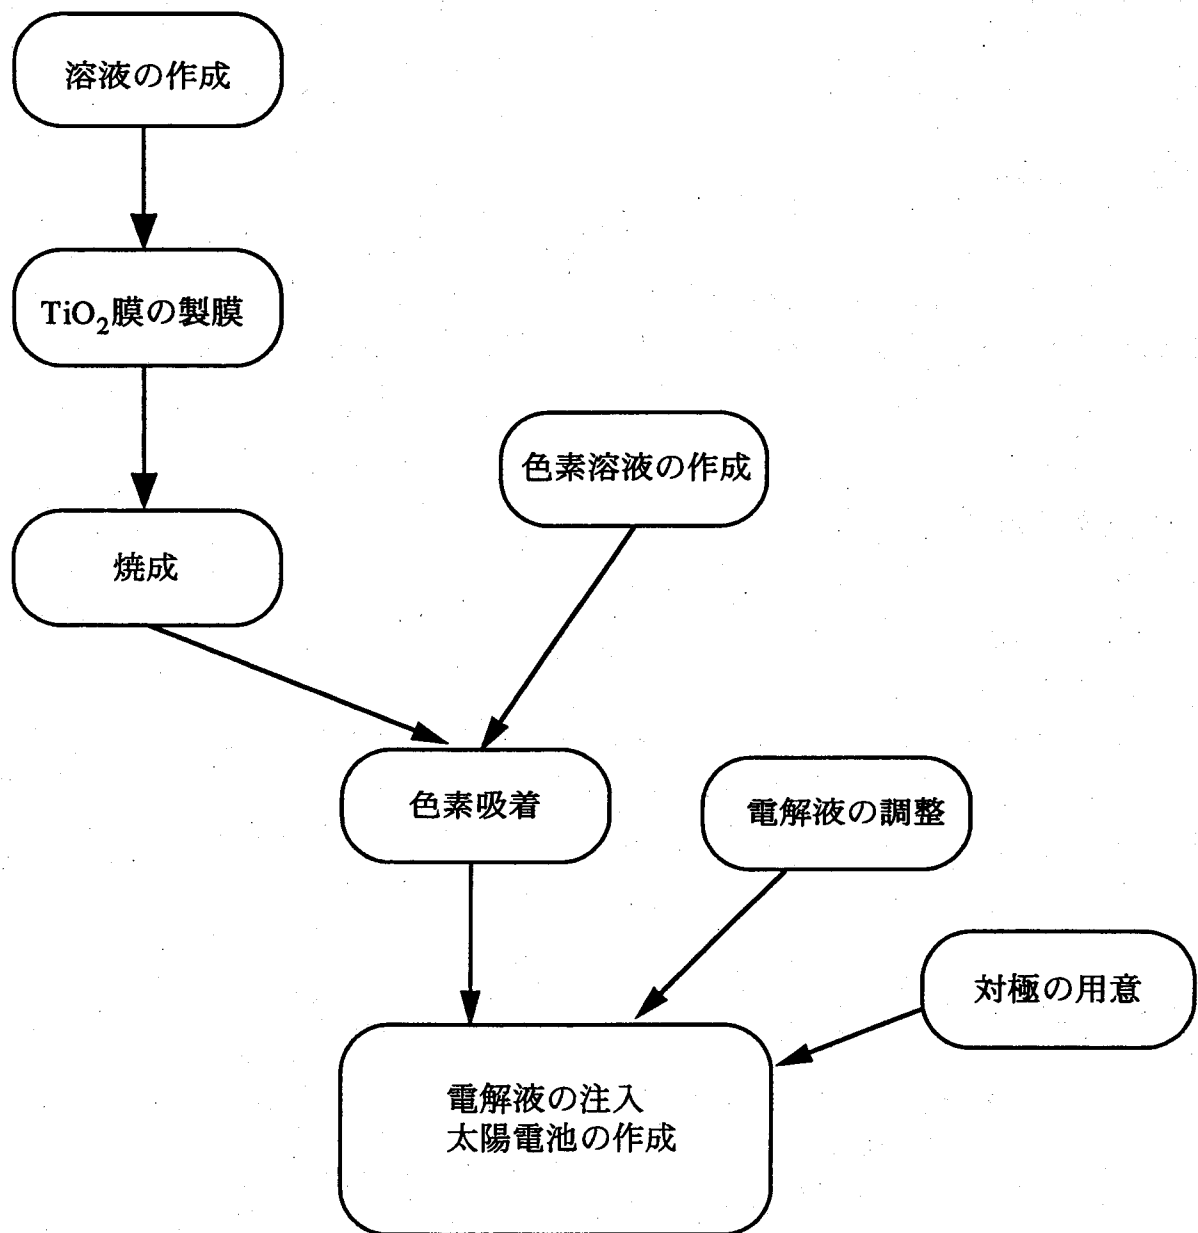 溶液の作成
TiO₂膜の製膜
色素溶液の作成
焼成
色素吸着
電解液の調整
対極の用意
電解液の注入
太陽電池の作成